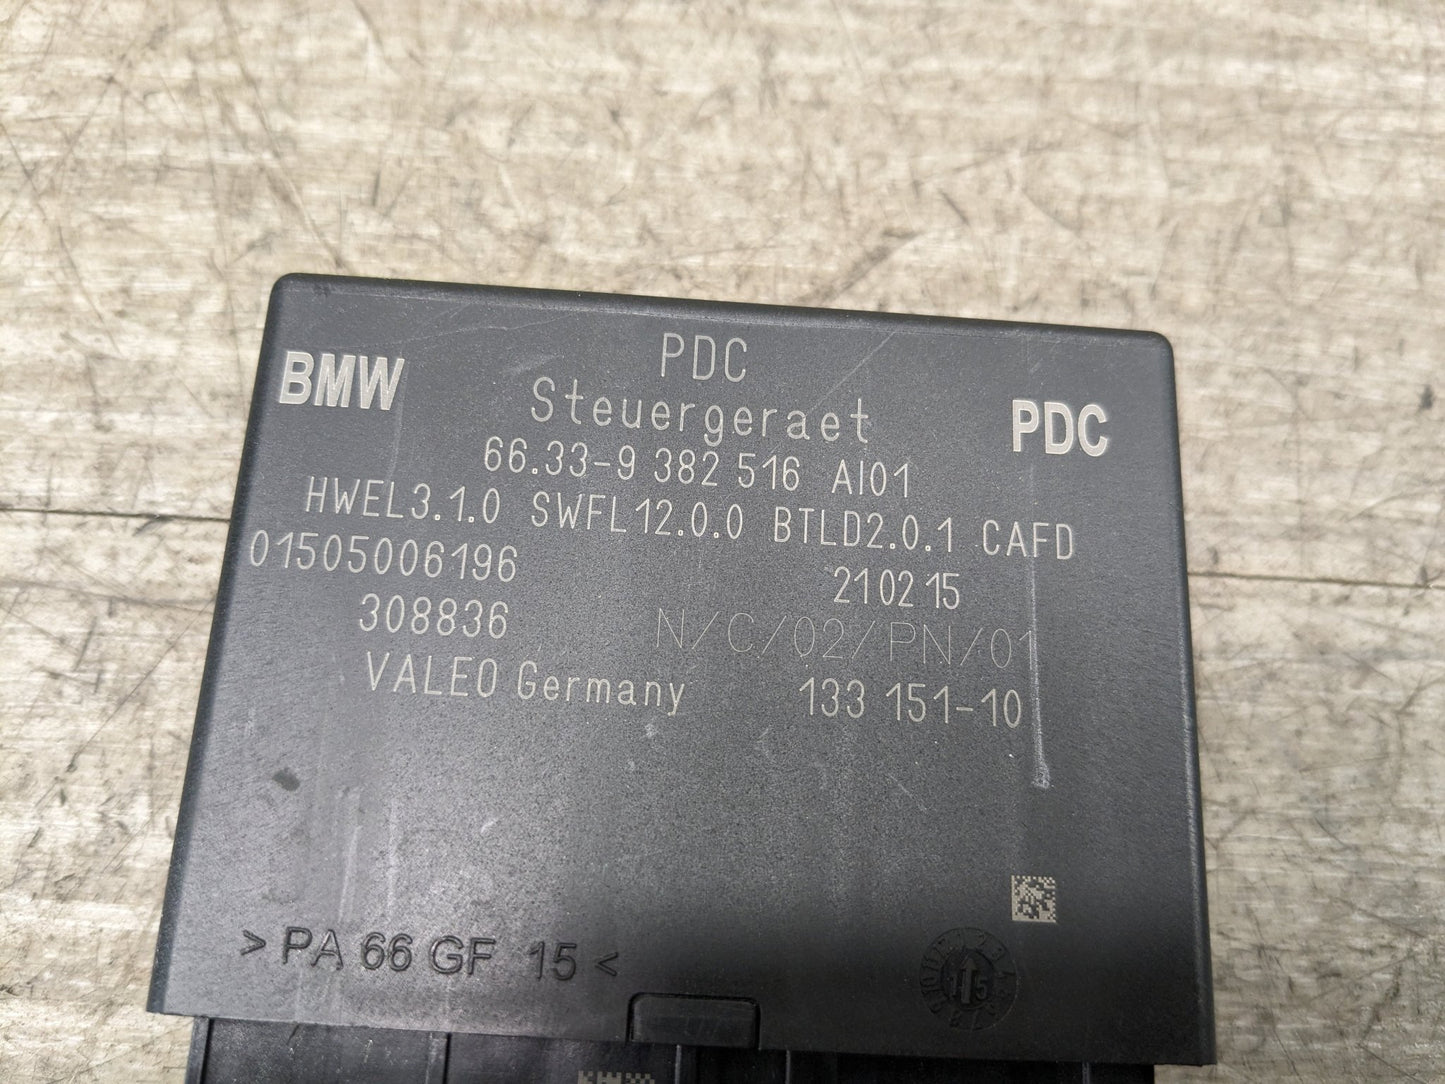 BMW
PDC
Steuergeraet
PDC
66.33-9 382 516 AI01
HWEL3.1.0 SWFL12.0.0 BTLD2.0.1 CAFD
01505006196 210215
308836 N/C/02/PN/01
VALEO Germany 133 151-10
> PA 66 GF 15 <
15